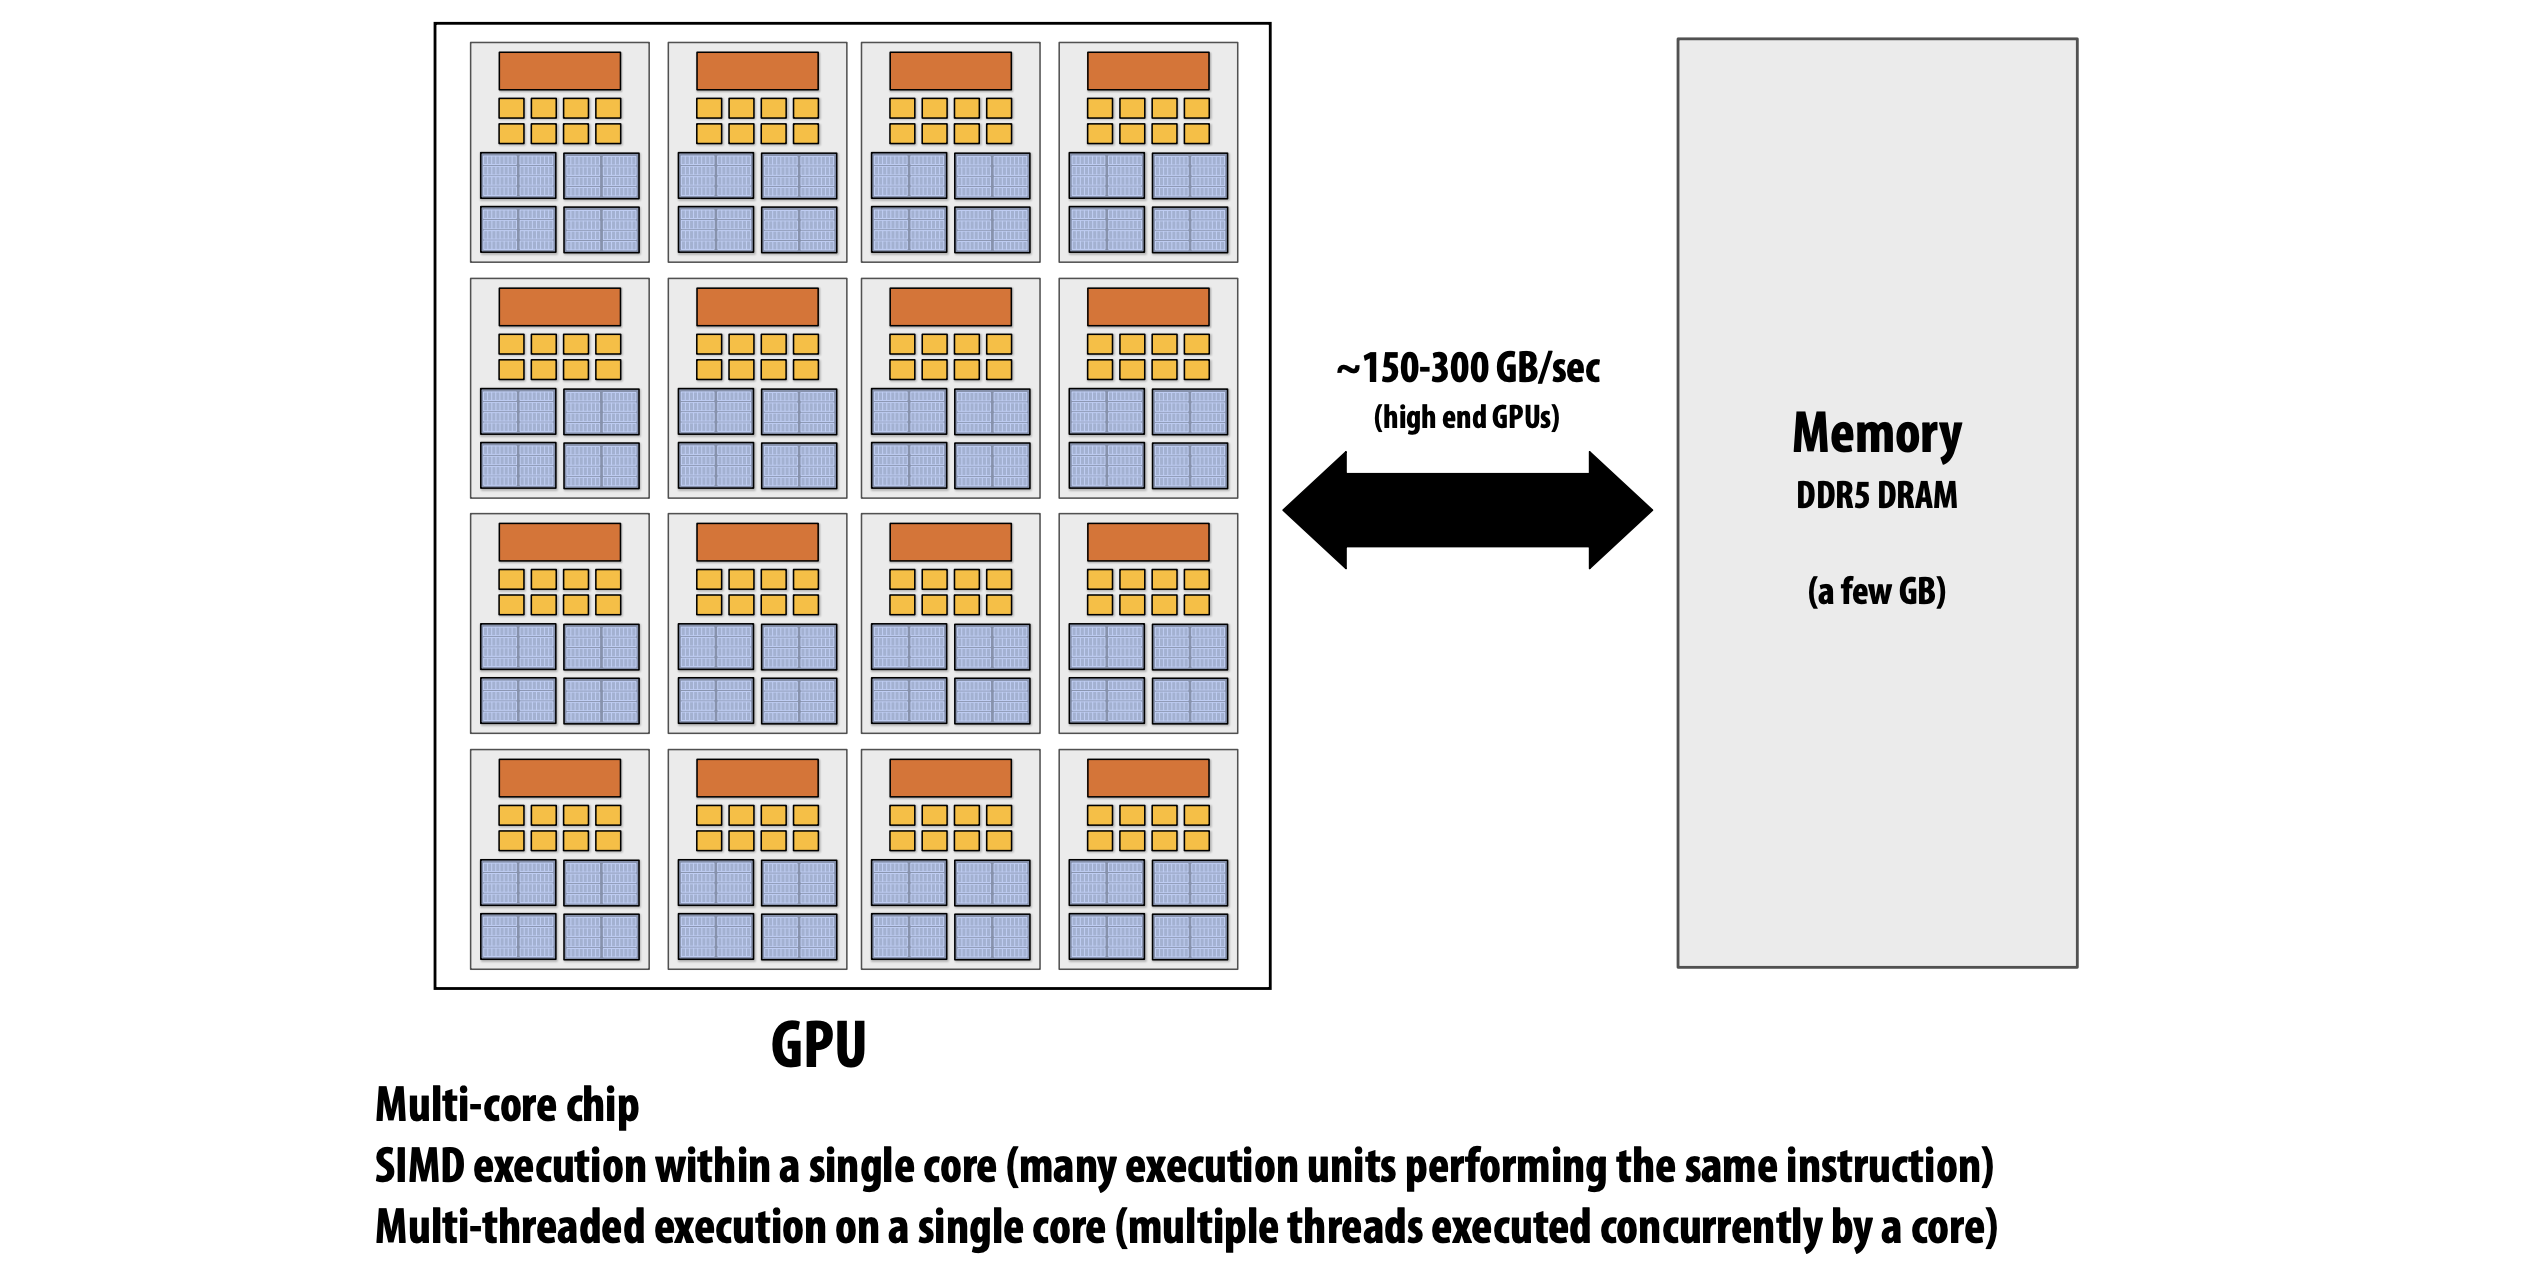 ~150-300 GB/sec
(high end GPUs)
Memory
DDR5 DRAM
(a few GB)
GPU
Multi-core chip
SIMD execution within a single core (many execution units performing the same instruction)
Multi-threaded execution on a single core (multiple threads executed concurrently by a core)